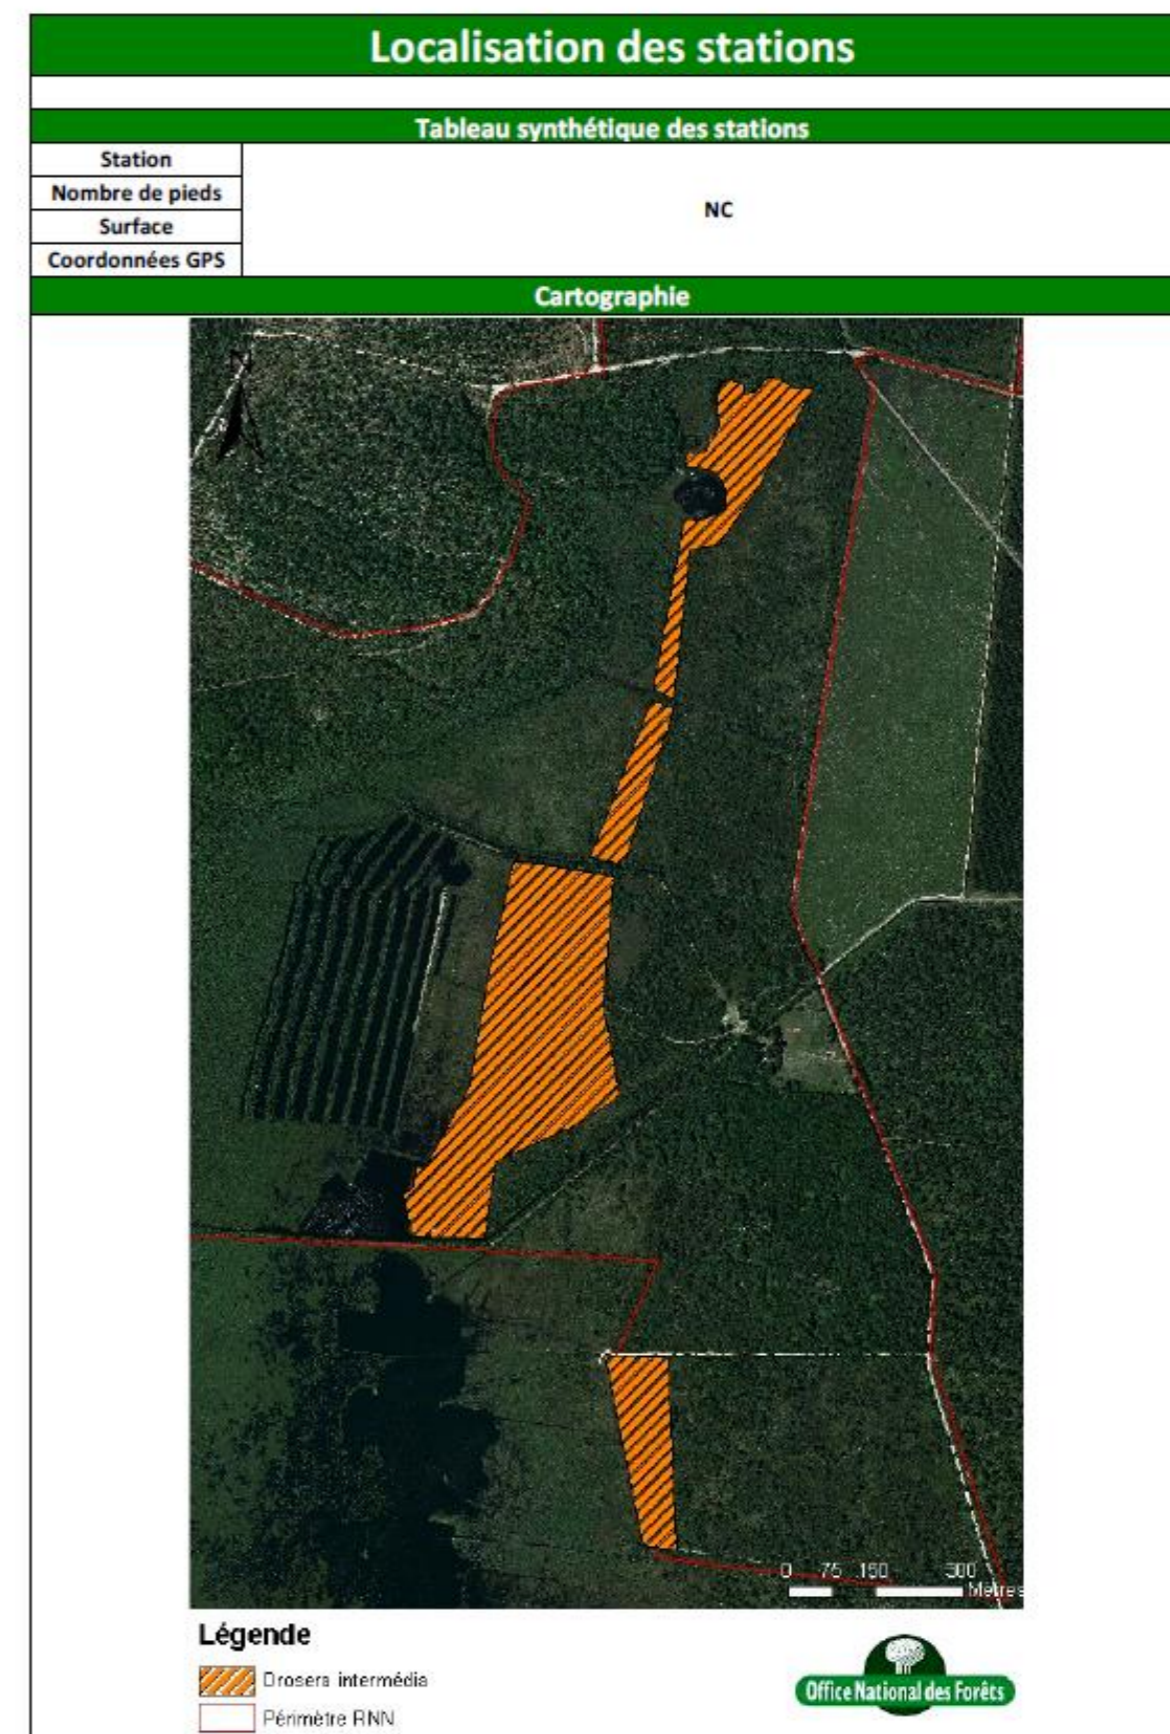 Localisation des stations
Tableau synthétique des stations
Station
Nombre de pieds
Surface
Coordonnées GPS
NC
Cartographie
0 75 150 300
Mètres
Légende
Drosera intermédia
Périmètre RNN
Office National des Forêts